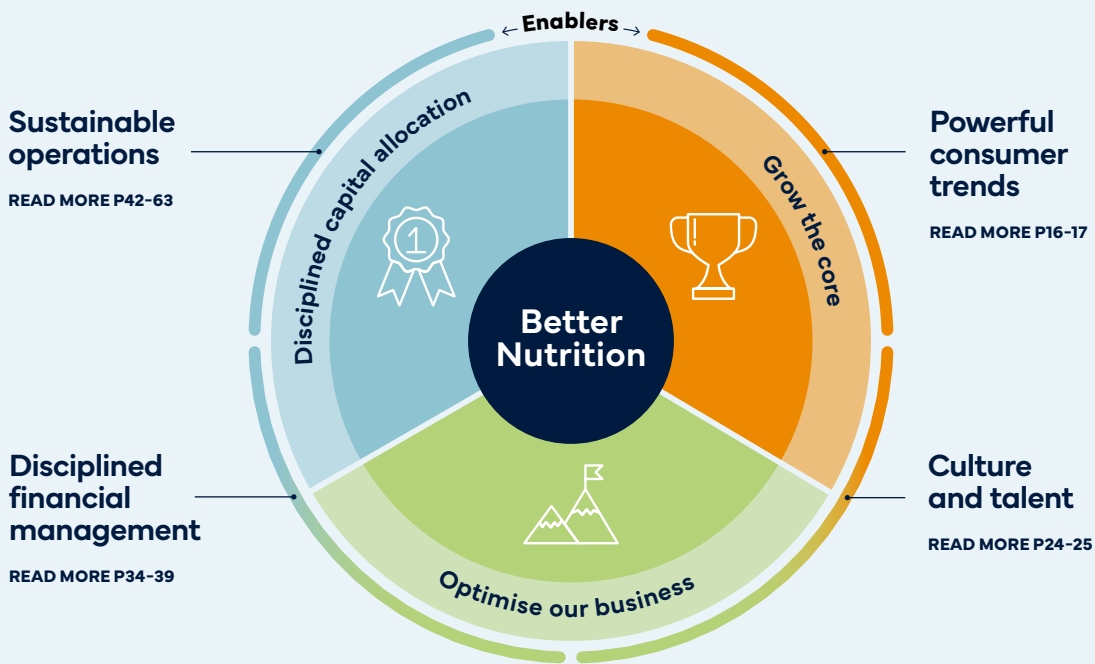 ← Enablers →
Sustainable
operations
READ MORE P42-63
Powerful
consumer
trends
READ MORE P16-17
Disciplined capital allocation
1
Grow the core
Better
Nutrition
Disciplined
financial
management
READ MORE P34-39
Culture
and talent
READ MORE P24-25
Optimise our business